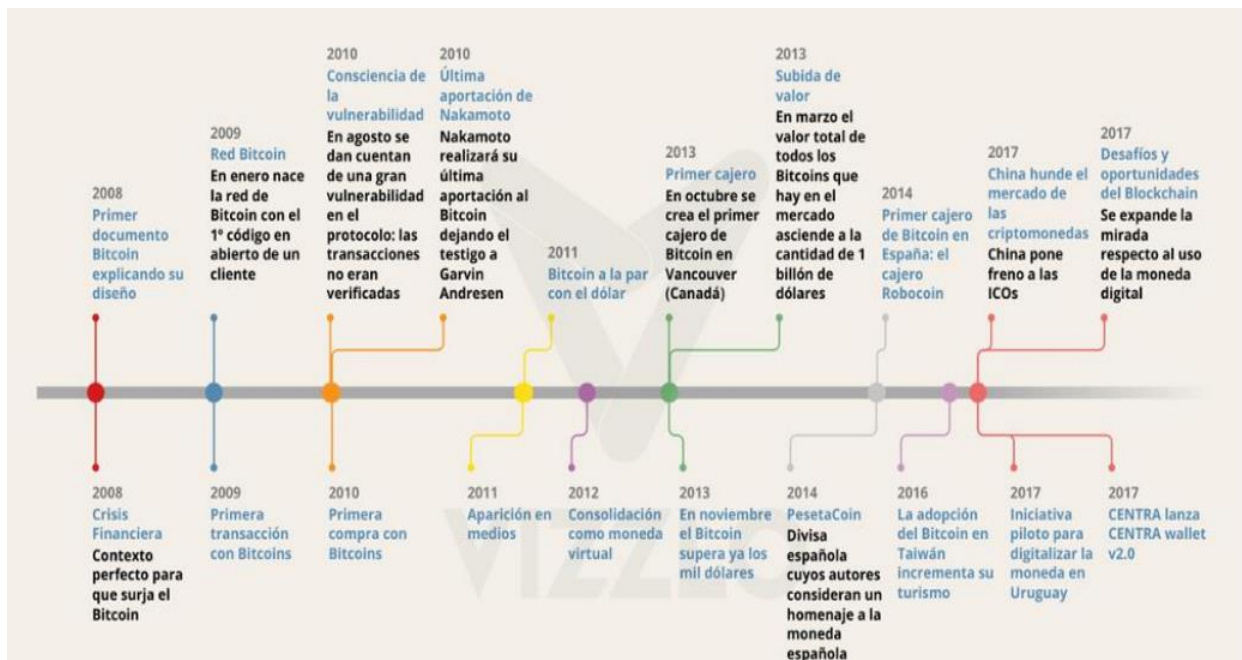 2008
Primer
documento
Bitcoin
explicando su
diseño
2009
Red Bitcoin
En enero nace
la red de
Bitcoin con el
1º código en
abierto de un
cliente
2010
Consciencia de
la
vulnerabilidad
En agosto se
dan cuentan
de una gran
vulnerabilidad
en el
protocolo: las
transacciones
no eran
verificadas
2010
Última
aportación de
Nakamoto
Nakamoto
realizará su
última
aportación al
Bitcoin
dejando el
testigo a
Garvin
Andresen
2011
Bitcoin a la par
con el dólar
2013
Primer cajero
En octubre se
crea el primer
cajero de
Bitcoin en
Vancouver
(Canadá)
2013
Subida de
valor
En marzo el
valor total de
todos los
Bitcoins que
hay en el
mercado
asciende a la
cantidad de 1
billón de
dólares
2014
Primer cajero
de Bitcoin en
España: el
cajero
Robocoin
2017
China hunde el
mercado de
las
criptomonedas
China pone
freno a las
ICOs
2017
Desafíos y
oportunidades
del Blockchain
Se expande la
mirada
respecto al uso
de la moneda
digital
2008
Crisis
Financiera
Contexto
perfecto para
que surja el
Bitcoin
2009
Primera
transacción
con Bitcoins
2010
Primera
compra con
Bitcoins
2011
Aparición en
medios
2012
Consolidación
como moneda
virtual
2013
En noviembre
el Bitcoin
supera ya los
mil dólares
2014
PesetaCoin
Divisa
española
cuyos autores
consideran un
homenaje a la
moneda
española
2016
La adopción
del Bitcoin en
Taiwán
incrementa su
turismo
2017
Iniciativa
piloto para
digitalizar la
moneda en
Uruguay
2017
CENTRA lanza
CENTRA wallet
v2.0